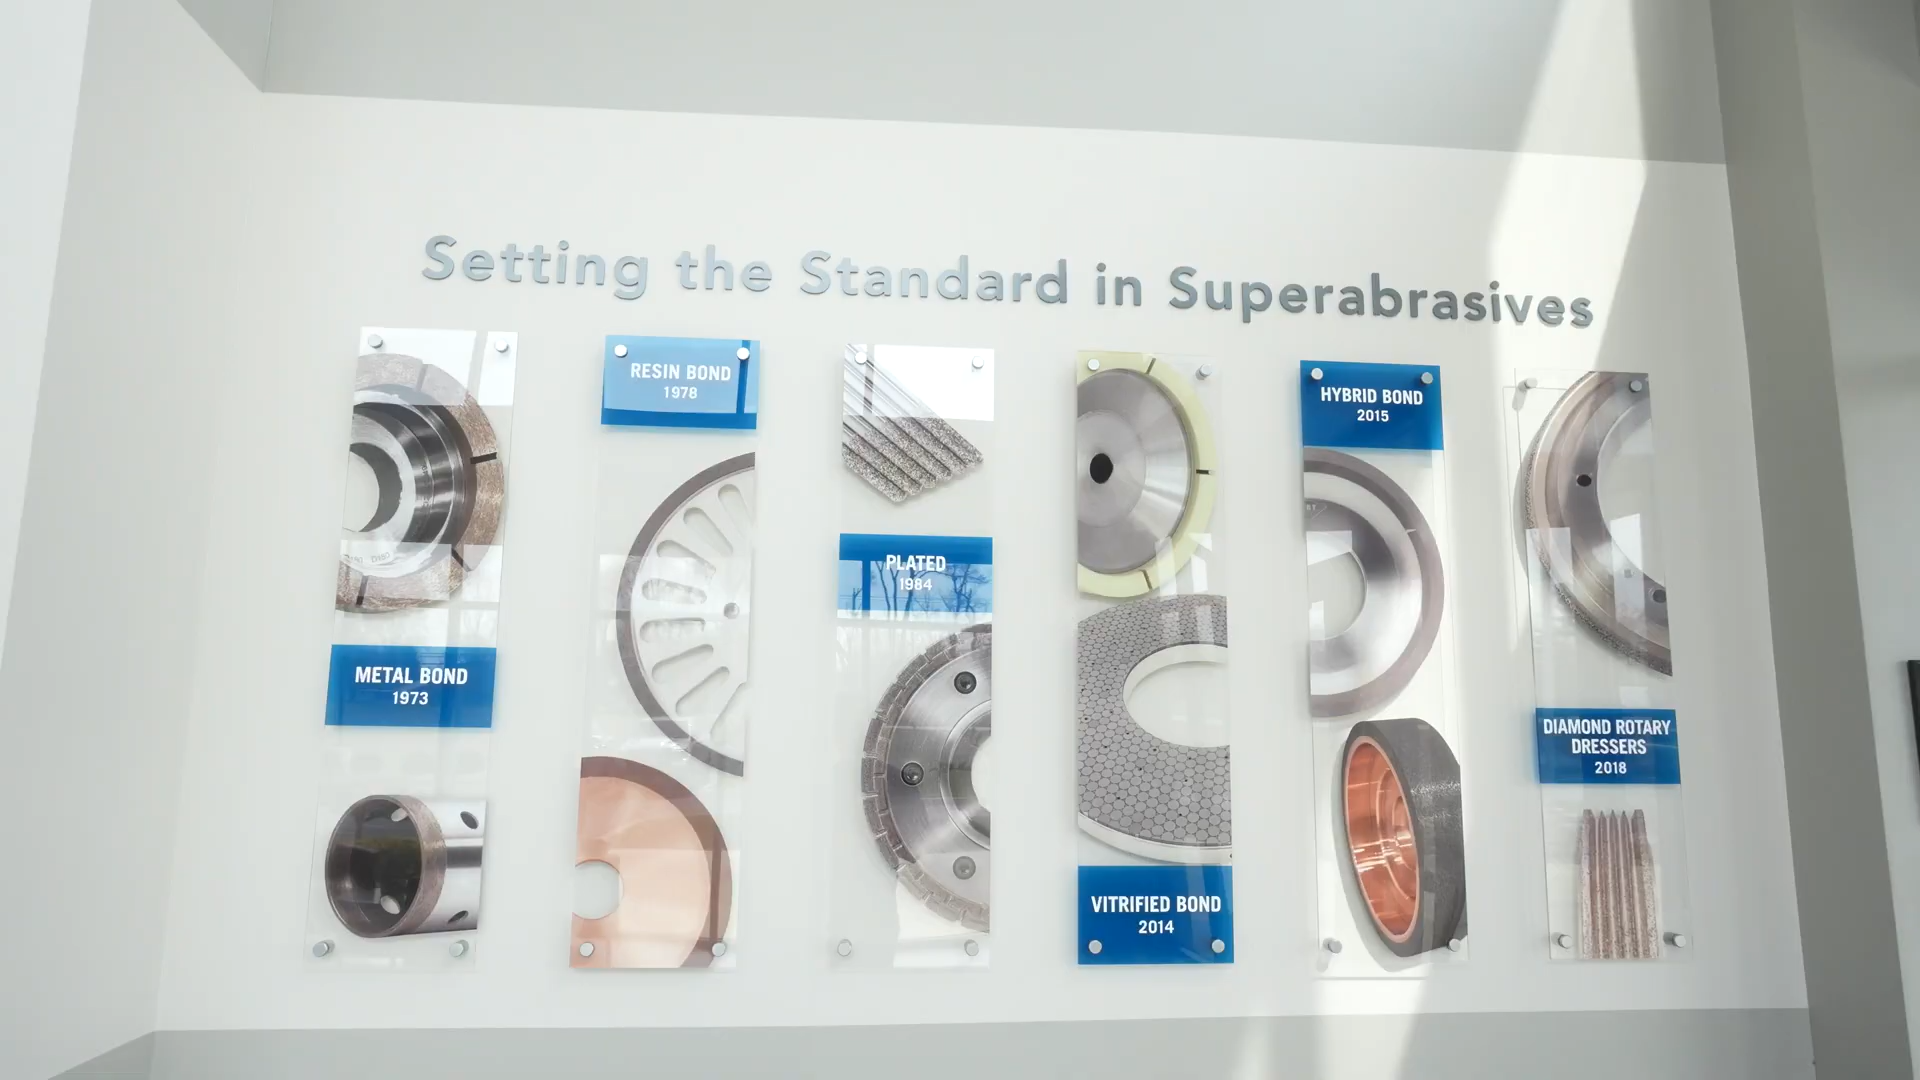 Setting the Standard in Superabrasives
METAL BOND
1973
RESIN BOND
1978
PLATED
1984
VITRIFIED BOND
2014
HYBRID BOND
2015
DIAMOND ROTARY
DRESSERS
2018